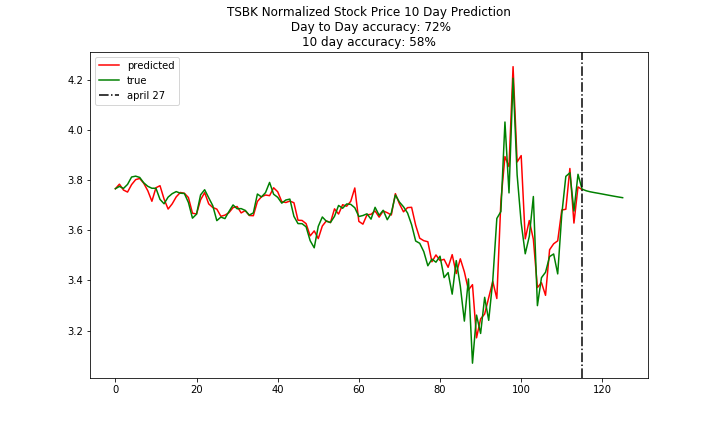 TSBK Normalized Stock Price 10 Day Prediction
Day to Day accuracy: 72%
10 day accuracy: 58%
predicted
true
april 27
4.2
4.0
3.8
3.6
3.4
3.2
0 20 40 60 80 100 120